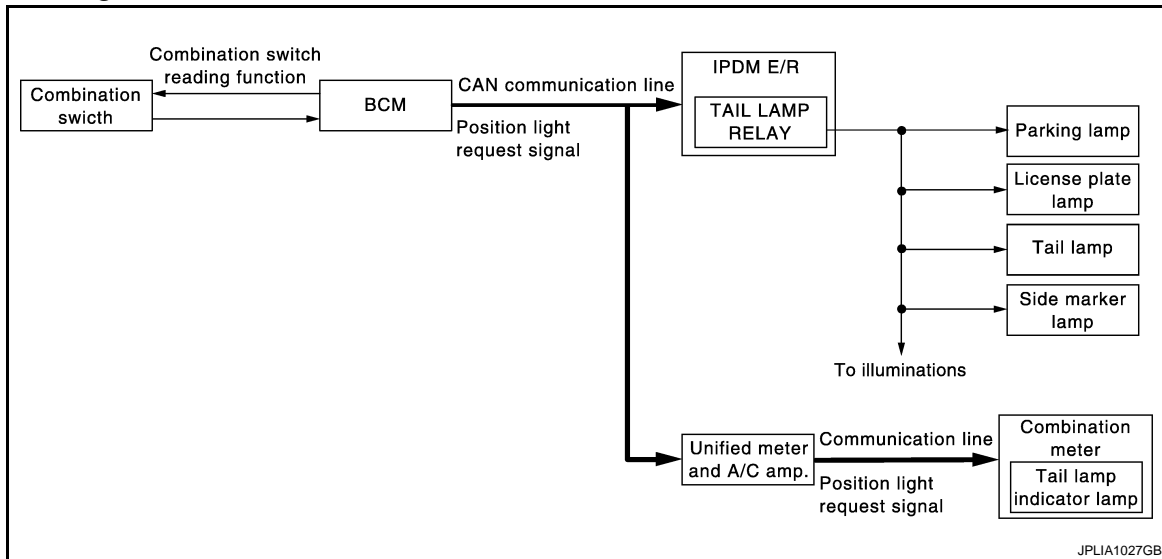 Combination switch
reading function
Combination
swicth
BCM
CAN communication line
Position light
request signal
IPDM E/R
TAIL LAMP
RELAY
Parking lamp
License plate
lamp
Tail lamp
Side marker
lamp
To illuminations
Unified meter
and A/C amp.
Communication line
Position light
request signal
Combination
meter
Tail lamp
indicator lamp
JPLIA1027GB